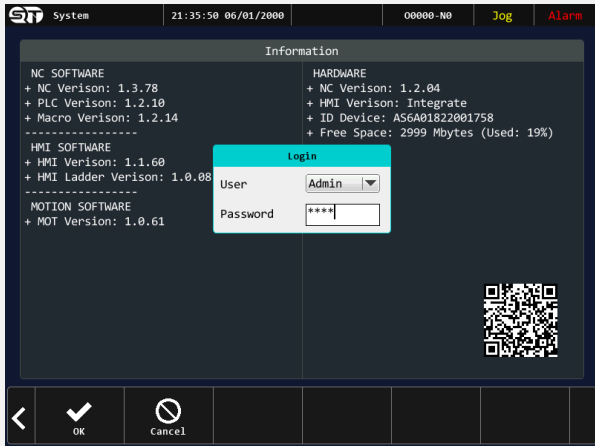 System
21:35:50 06/01/2000
O0000-N0
Jog
Alarm
Information
NC SOFTWARE
+ NC Verison: 1.3.78
+ PLC Verison: 1.2.10
+ Macro Verison: 1.2.14
-----------------
HMI SOFTWARE
+ HMI Verison: 1.1.60
+ HMI Ladder Verison: 1.0.08
-----------------
MOTION SOFTWARE
+ MOT Version: 1.0.61
HARDWARE
+ NC Verison: 1.2.04
+ HMI Verison: Integrate
+ ID Device: AS6A01822001758
+ Free Space: 2999 Mbytes (Used: 19%)
Login
User
Admin
Password
****
OK
Cancel